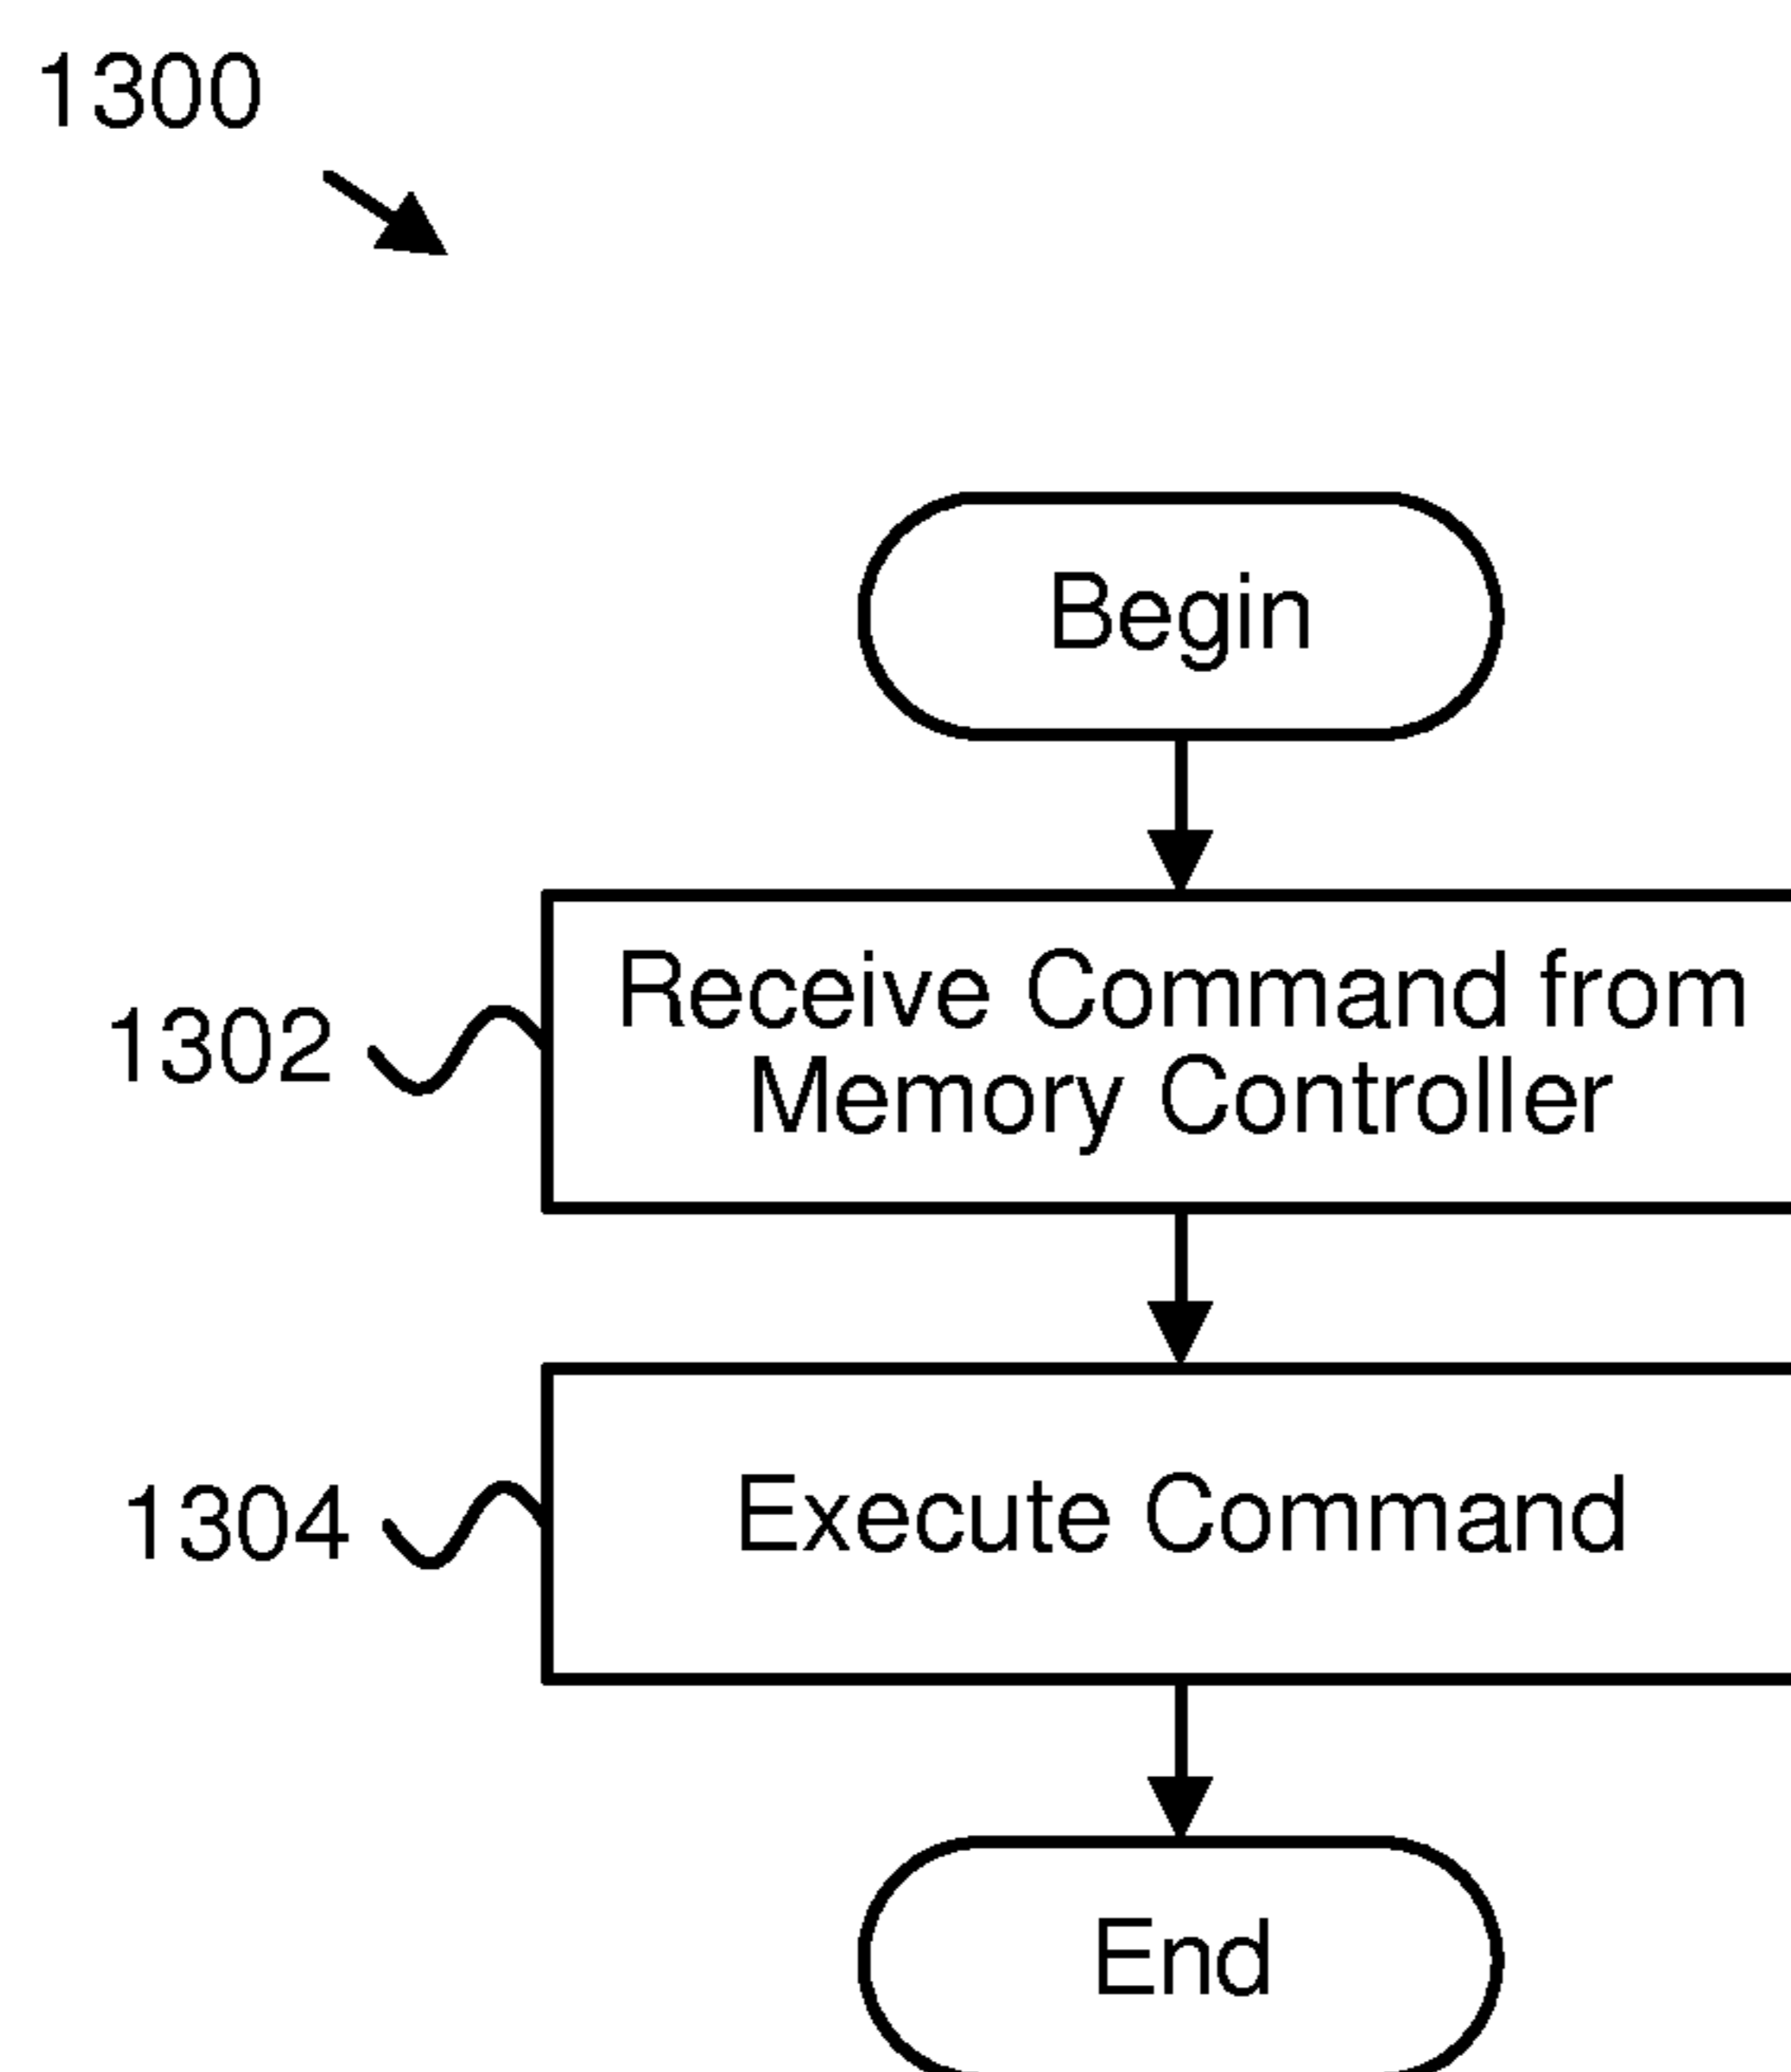 1300
Begin
1302
Receive Command from
Memory Controller
1304
Execute Command
End